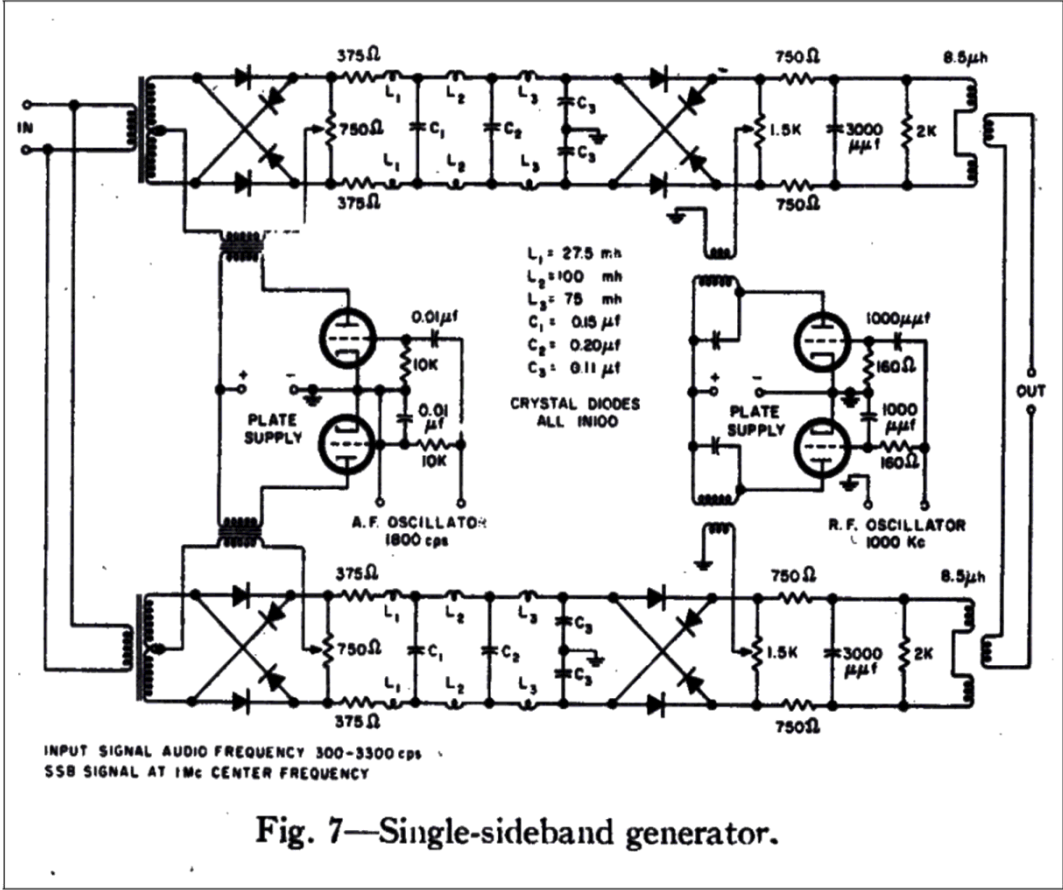 375Ω
750Ω
8.5μh
L₁ L₂ L₃
C₃
IN
750Ω
C₁
C₂
1.5K
3000 μμf
2K
L₁ L₂ L₃
C₃
375Ω
750Ω
L₁ = 27.5 mh
L₂ = 100 mh
L₃ = 75 mh
C₁ = 0.15 μf
C₂ = 0.20 μf
C₃ = 0.11 μf
CRYSTAL DIODES
ALL IN100
0.01μf
10K
+ -
PLATE
SUPPLY
0.01
μf
10K
A.F. OSCILLATOR
1800 cps
1000μμf
160Ω
+ -
PLATE
SUPPLY
1000
μμf
160Ω
R.F. OSCILLATOR
1000 Kc
OUT
375Ω
750Ω
8.5μh
L₁ L₂ L₃
C₃
750Ω
C₁
C₂
1.5K
3000
μμf
2K
L₁ L₂ L₃
C₃
375Ω
750Ω
INPUT SIGNAL AUDIO FREQUENCY 300-3300 cps
SSB SIGNAL AT 1Mc CENTER FREQUENCY
Fig. 7—Single-sideband generator.